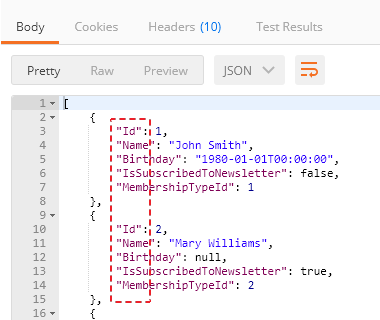 Body Cookies Headers (10) Test Results
Pretty Raw Preview JSON
1 [
2 {
3 "Id": 1,
4 "Name": "John Smith",
5 "Birthday": "1980-01-01T00:00:00",
6 "IsSubscribedToNewsletter": false,
7 "MembershipTypeId": 1
8 },
9 {
10 "Id": 2,
11 "Name": "Mary Williams",
12 "Birthday": null,
13 "IsSubscribedToNewsletter": true,
14 "MembershipTypeId": 2
15 },
16 {